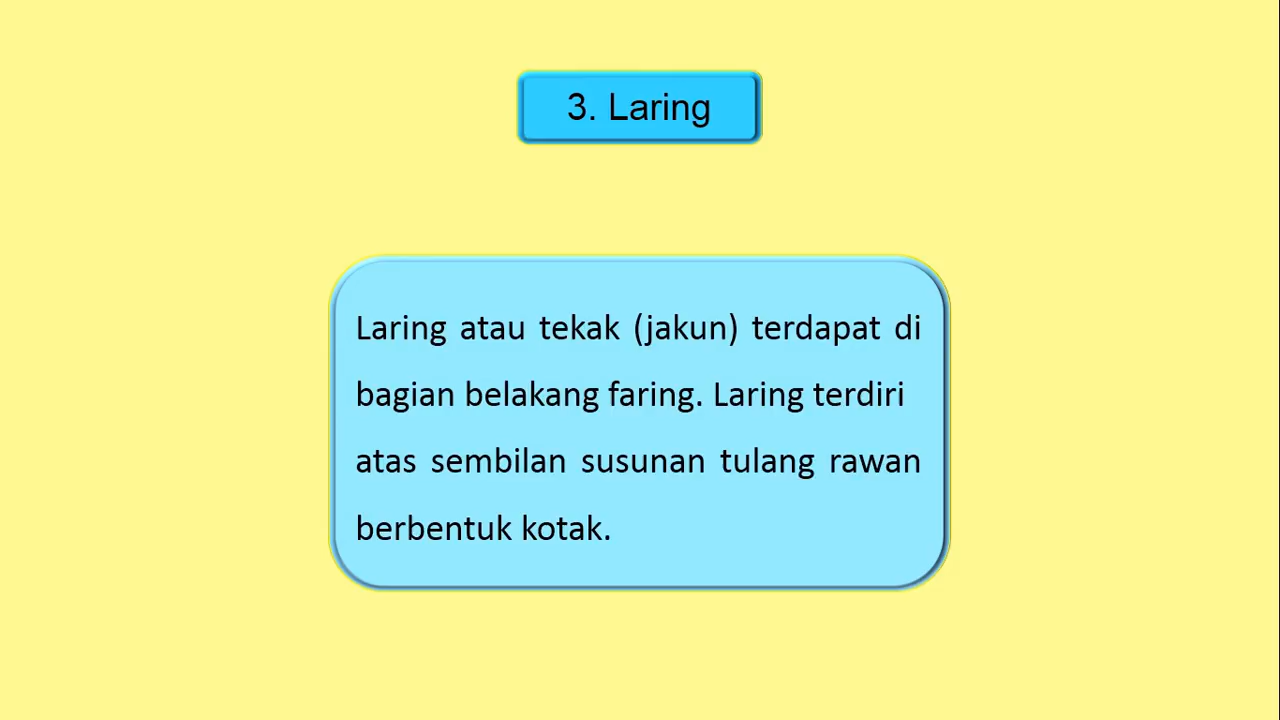 3. Laring
Laring atau tekak (jakun) terdapat di
bagian belakang faring. Laring terdiri
atas sembilan susunan tulang rawan
berbentuk kotak.